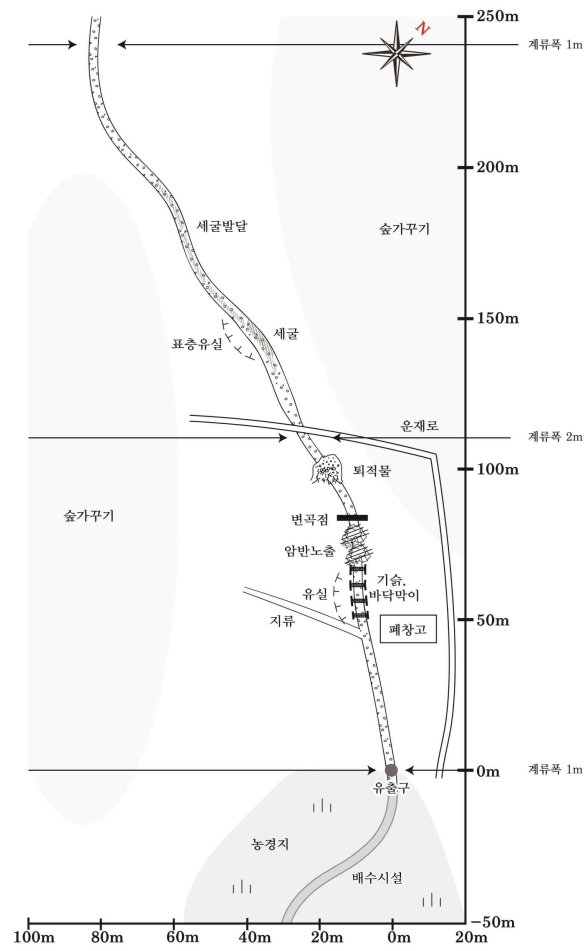 250m
N
계류폭 1m
200m
숲가꾸기
세굴발달
150m
세굴
표층유실
운재로
계류폭 2m
100m
퇴적물
숲가꾸기
변곡점
암반노출
기슭.
바닥막이
유실
지류
폐창고
50m
0m
계류폭 1m
유출구
농경지
배수시설
-50m
100m
80m
60m
40m
20m
0m
20m